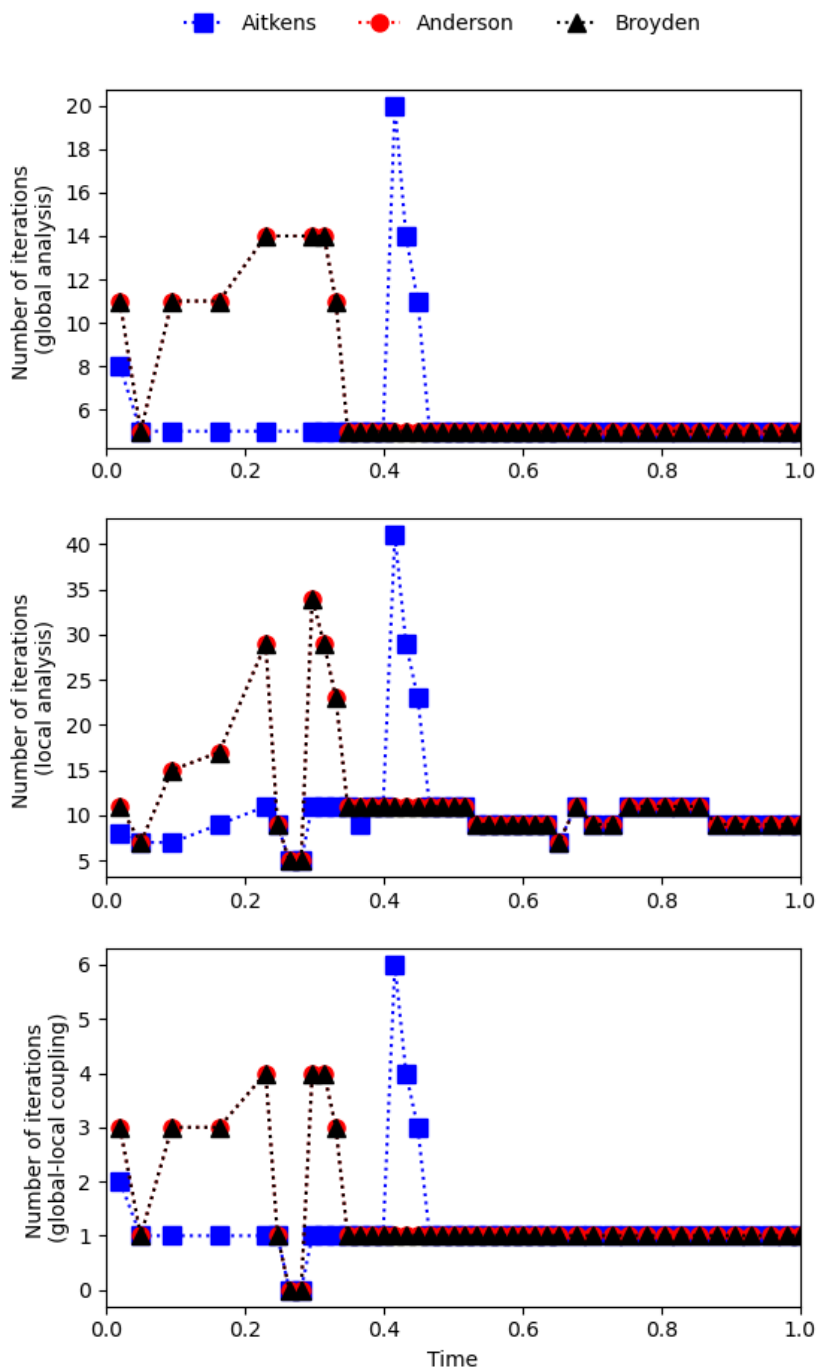 Aitkens Anderson Broyden
20
18
16
14
12
10
8
6
Number of iterations
(global analysis)
0.0 0.2 0.4 0.6 0.8 1.0
40
35
30
25
20
15
10
5
Number of iterations
(local analysis)
0.0 0.2 0.4 0.6 0.8 1.0
6
5
4
3
2
1
0
Number of iterations
(global-local coupling)
0.0 0.2 0.4 0.6 0.8 1.0
Time